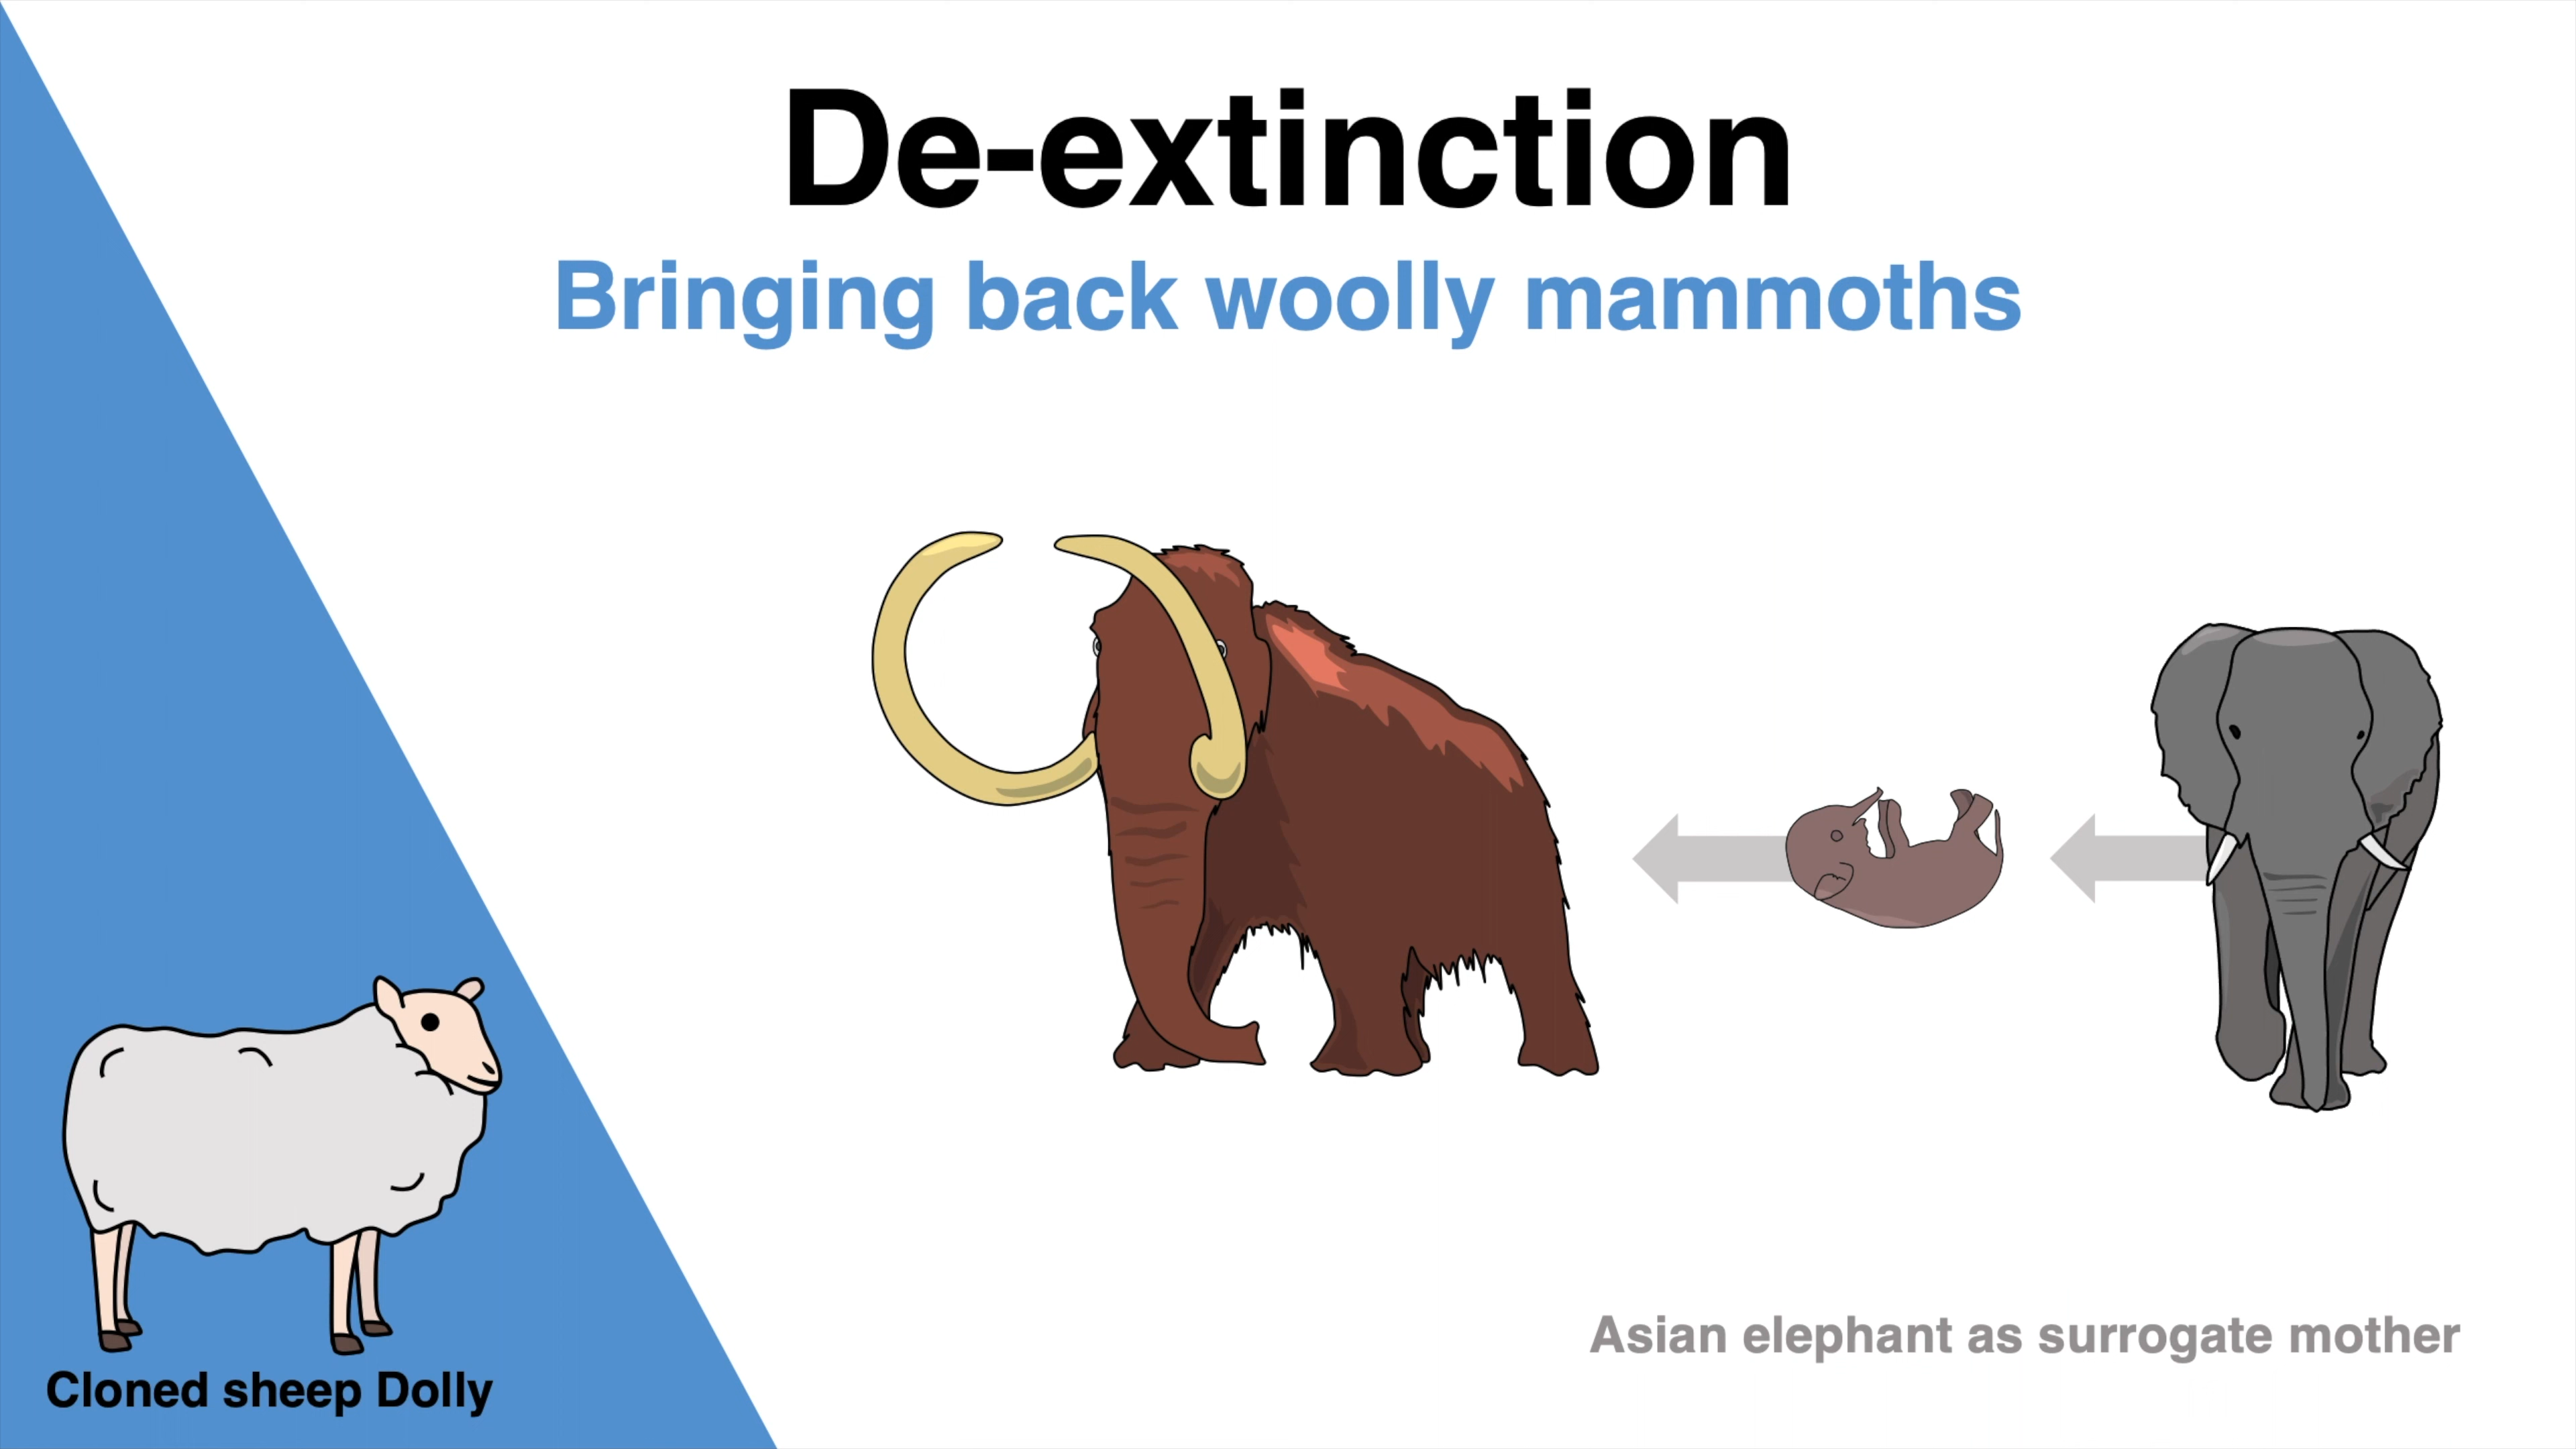 De-extinction
Bringing back woolly mammoths
Asian elephant as surrogate mother
Cloned sheep Dolly